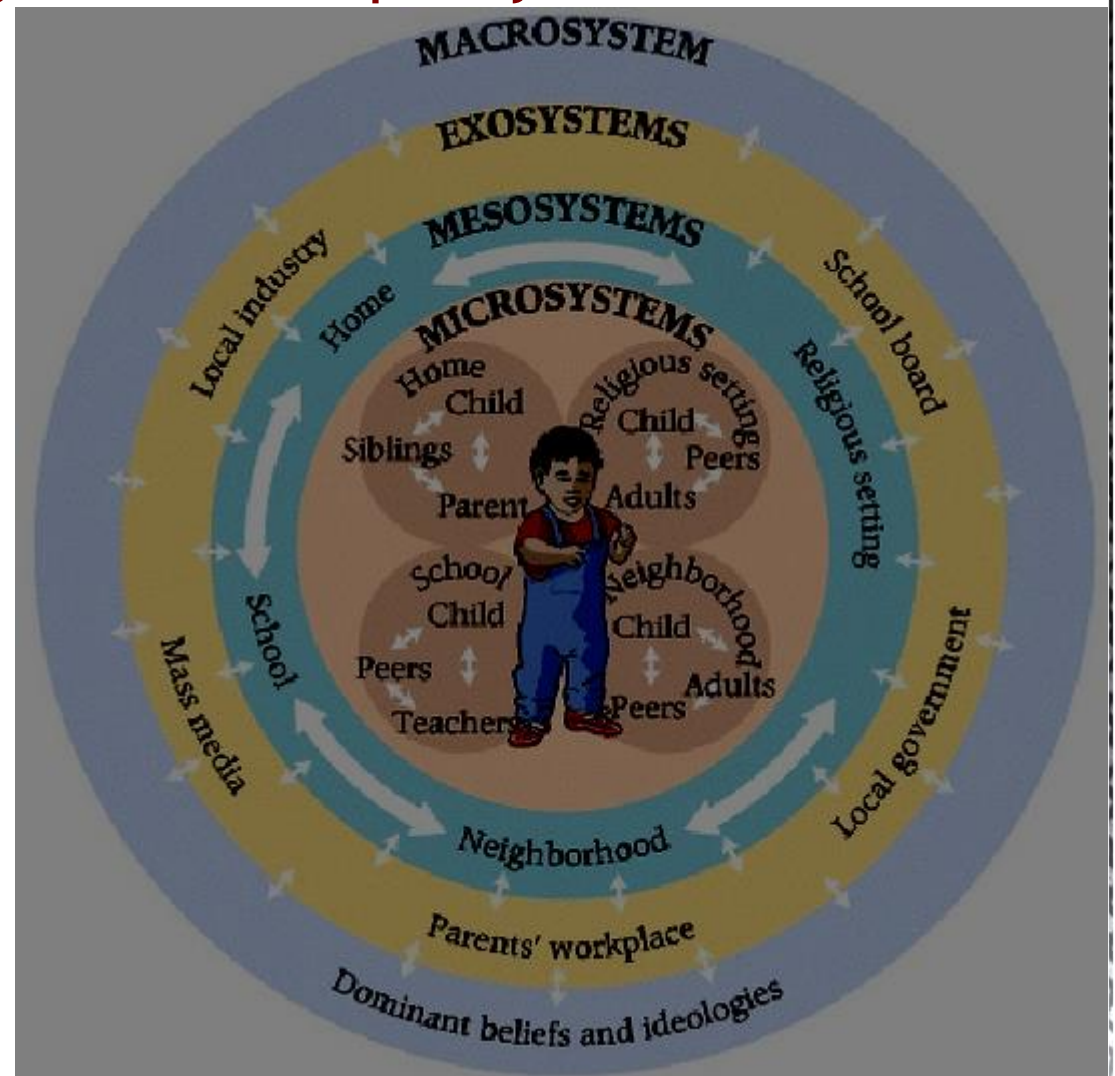 MACROSYSTEM
EXOSYSTEMS
MESOSYSTEMS
MICROSYSTEMS
Local industry
School board
Home
Religious setting
Home
Child
Siblings
Parent
Religious setting
Child
Peers
Adults
School
Child
Peers
Teachers
Neighborhood
Child
Adults
Peers
School
Mass media
Local government
Neighborhood
Parents' workplace
Dominant beliefs and ideologies